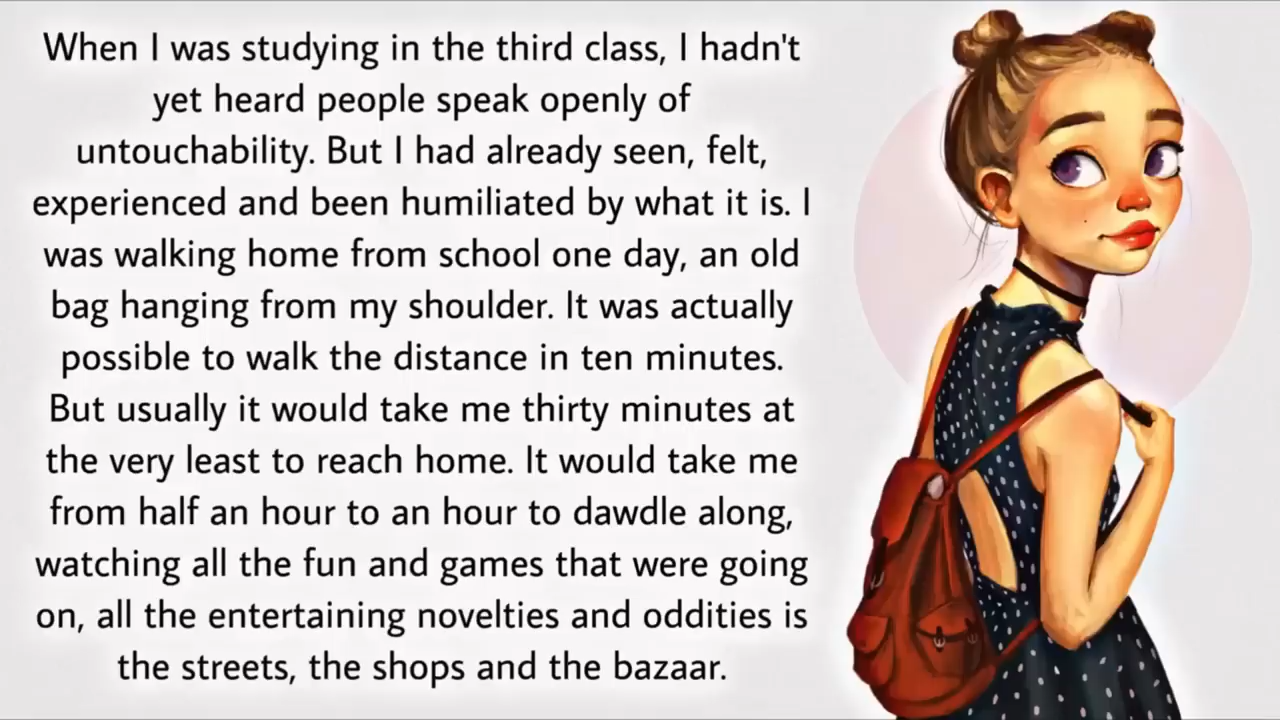 When I was studying in the third class, I hadn't
yet heard people speak openly of
untouchability. But I had already seen, felt,
experienced and been humiliated by what it is. I
was walking home from school one day, an old
bag hanging from my shoulder. It was actually
possible to walk the distance in ten minutes.
But usually it would take me thirty minutes at
the very least to reach home. It would take me
from half an hour to an hour to dawdle along,
watching all the fun and games that were going
on, all the entertaining novelties and oddities is
the streets, the shops and the bazaar.